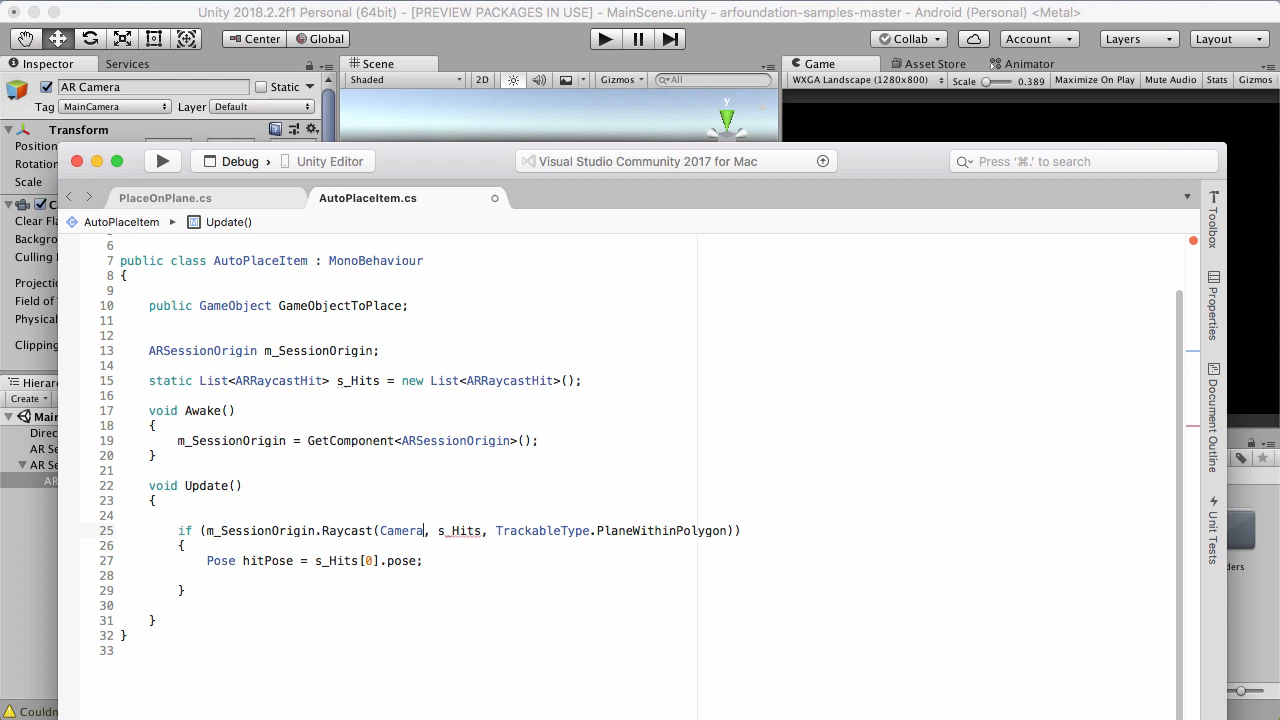 Unity 2018.2.2f1 Personal (64bit) - [PREVIEW PACKAGES IN USE] - MainScene.unity - arfoundation-samples-master - Android (Personal) <Metal>
Center Global Collab Account Layers Layout
Inspector Services Scene Game Asset Store Animator
Shaded 2D Gizmos All WXGA Landscape (1280x800) Scale 0.389 Maximize On Play Mute Audio Stats Gizmos
AR Camera Static
Tag MainCamera Layer Default
y
Transform
Position
Rotation
Scale
Clear Fla
Backgro
Culling
Projectio
Field of
Physical
Clipping
Hierar
Create
Main
Direc
AR Se
AR Se
AR
Debug › Unity Editor Visual Studio Community 2017 for Mac Press '⌘.' to search
PlaceOnPlane.cs AutoPlaceItem.cs
AutoPlaceItem Update()
6
7 public class AutoPlaceItem : MonoBehaviour
8 {
9
10 public GameObject GameObjectToPlace;
11
12
13 ARSessionOrigin m_SessionOrigin;
14
15 static List<ARRaycastHit> s_Hits = new List<ARRaycastHit>();
16
17 void Awake()
18 {
19 m_SessionOrigin = GetComponent<ARSessionOrigin>();
20 }
21
22 void Update()
23 {
24
25 if (m_SessionOrigin.Raycast(Camera, s_Hits, TrackableType.PlaneWithinPolygon))
26 {
27 Pose hitPose = s_Hits[0].pose;
28
29 }
30
31 }
32 }
33
Toolbox
Properties
Document Outline
Unit Tests
ders
Couldn